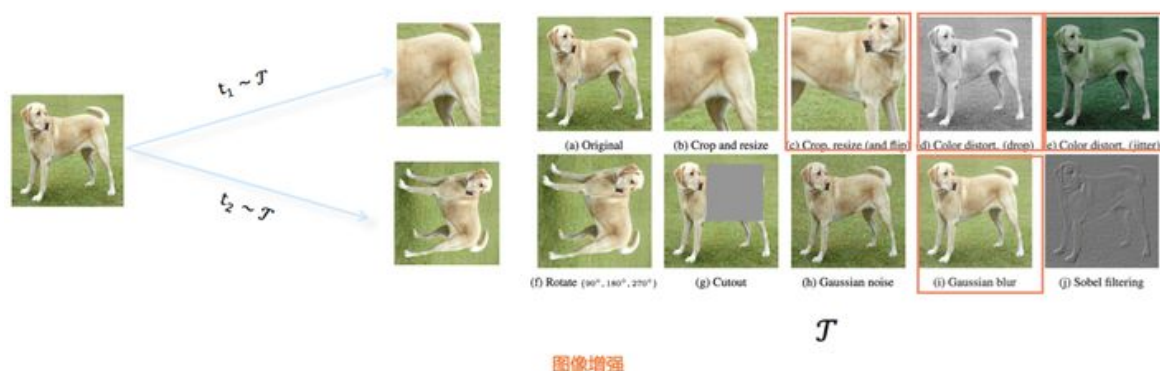 t₁ ~ 𝒯
t₂ ~ 𝒯
(a) Original
(b) Crop and resize
(c) Crop, resize (and flip)
(d) Color distort. (drop)
(e) Color distort. (jitter)
(f) Rotate {90°, 180°, 270°}
(g) Cutout
(h) Gaussian noise
(i) Gaussian blur
(j) Sobel filtering
𝒯
图像增强